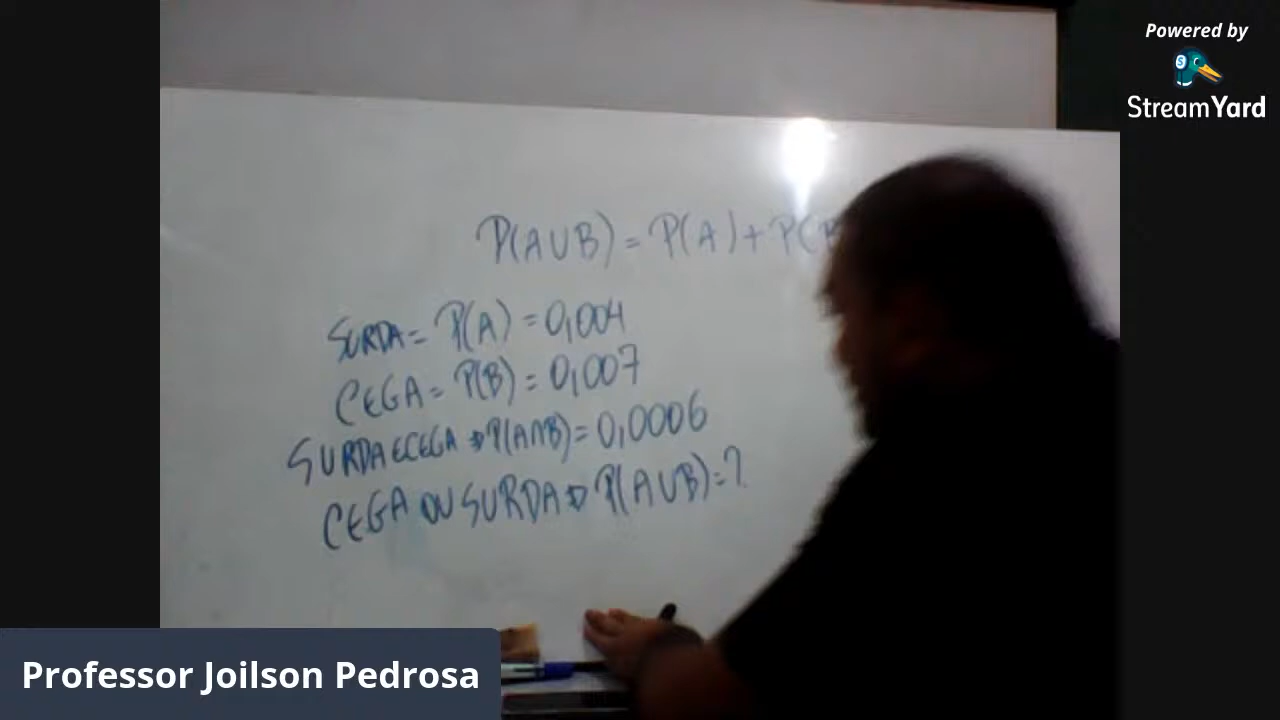 Powered by
StreamYard
P(A∪B) = P(A) + P(B
SURDA = P(A) = 0,004
CEGA = P(B) = 0,007
SURDA E CEGA → P(A∩B) = 0,0006
CEGA OU SURDA → P(A∪B) = ?
Professor Joilson Pedrosa